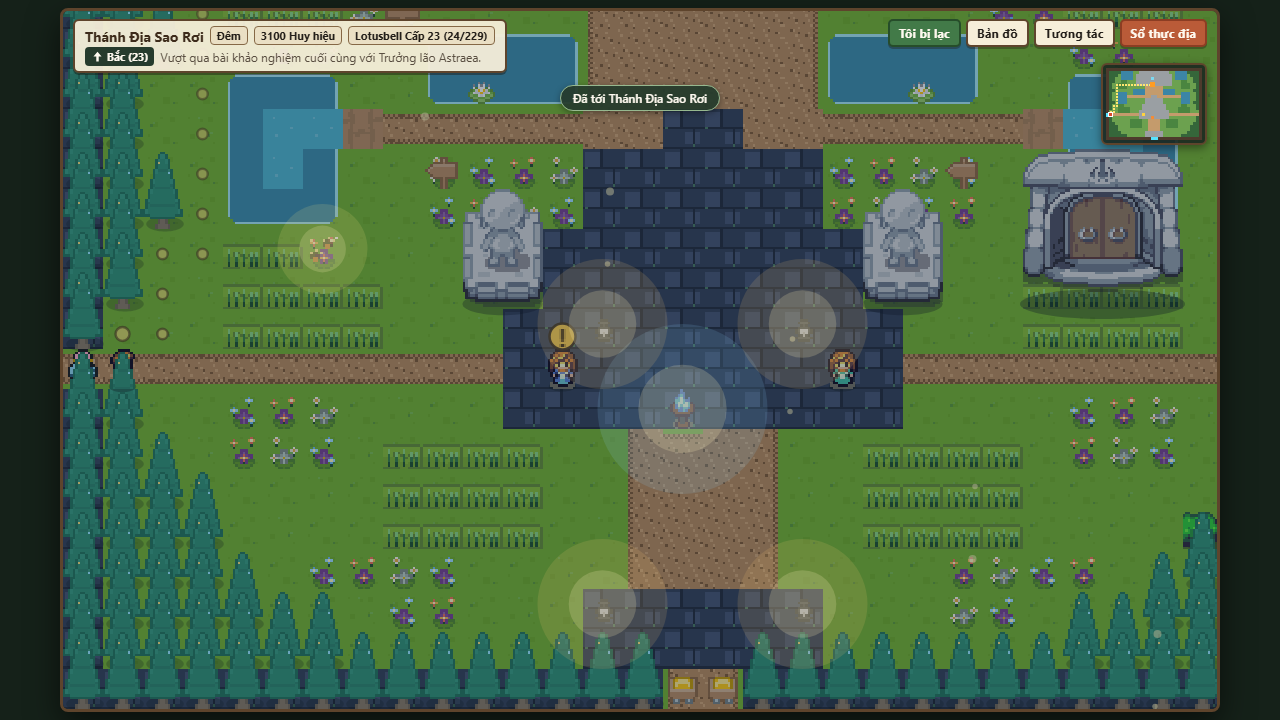 Thánh Địa Sao Rơi Đêm 3100 Huy hiệu Lotusbell Cấp 23 (24/229)
Bắc (23) Vượt qua bài khảo nghiệm cuối cùng với Trưởng lão Astraea.
Tôi bị lạc Bản đồ Tương tác Sổ thực địa
Đã tới Thánh Địa Sao Rơi
!